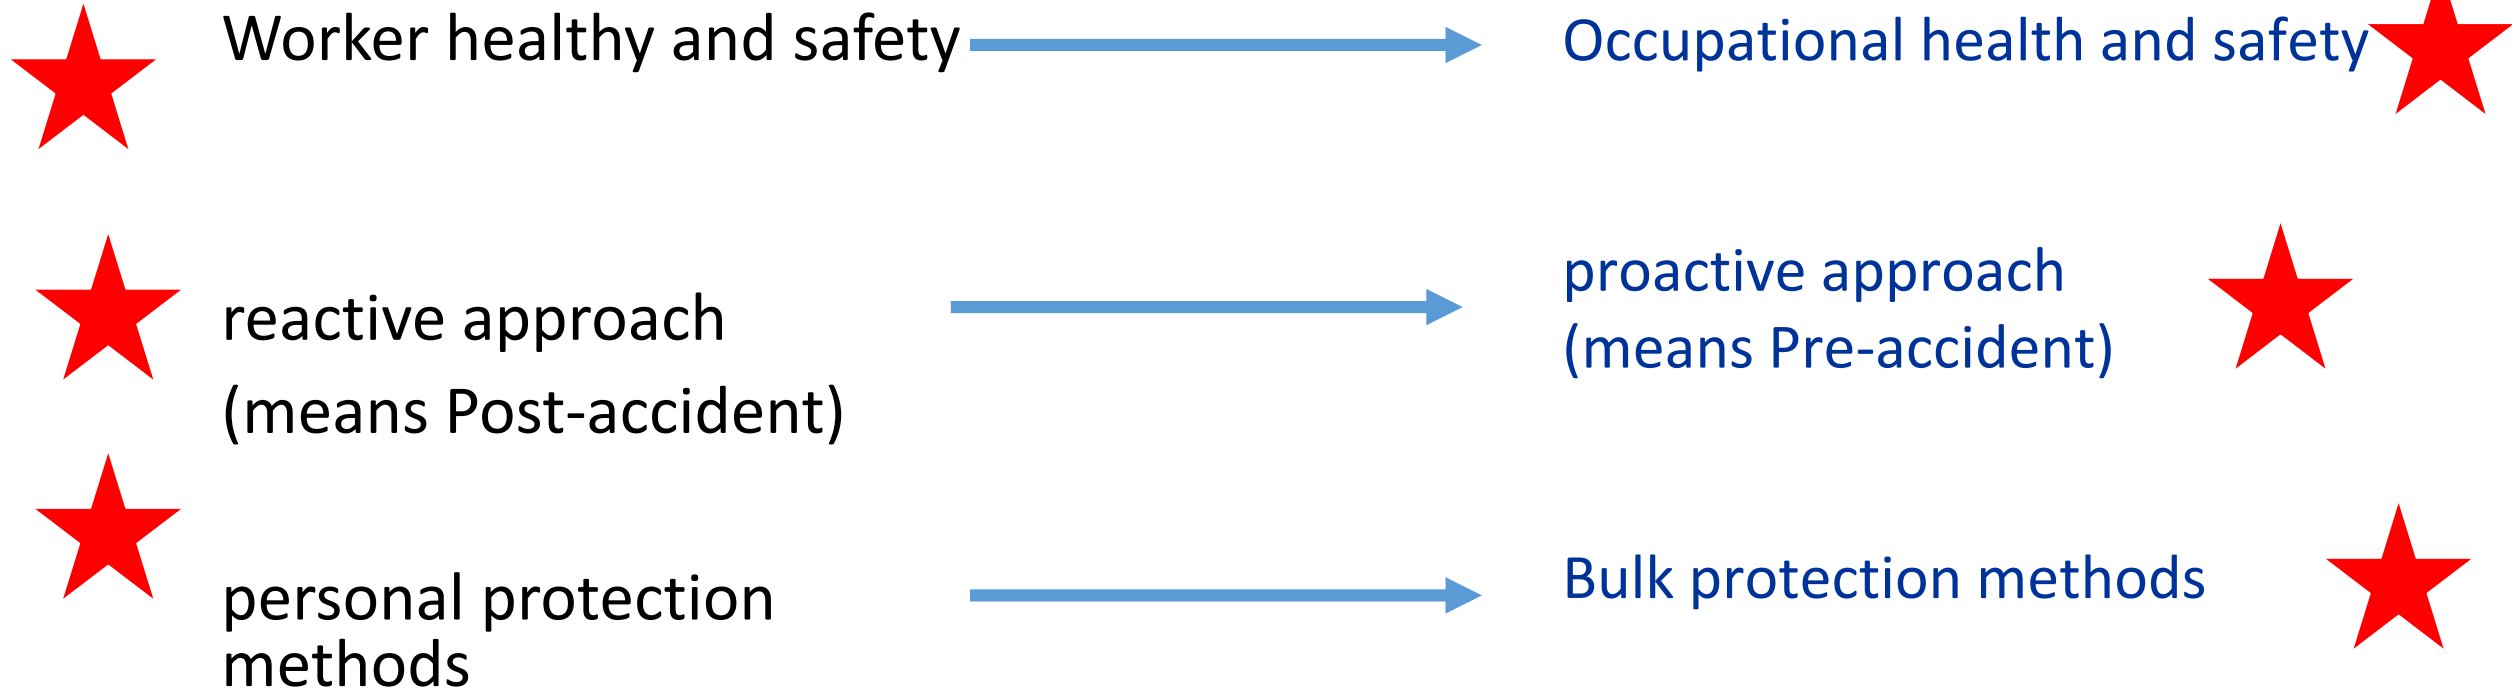 Worker healthy and safety
Occupational health and safety
reactive approach
(means Post-accident)
proactive approach
(means Pre-accident)
personal protection
methods
Bulk protection methods